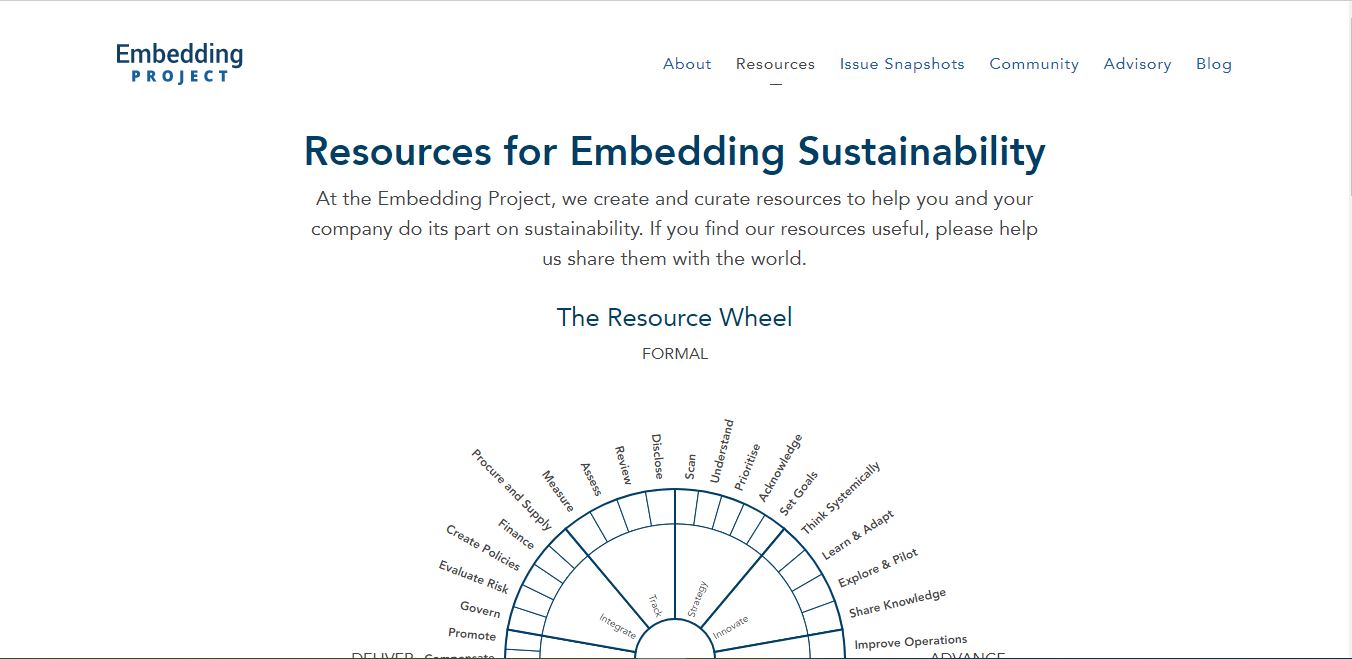 Embedding
PROJECT
About
Resources
Issue Snapshots
Community
Advisory
Blog
Resources for Embedding Sustainability
At the Embedding Project, we create and curate resources to help you and your
company do its part on sustainability. If you find our resources useful, please help
us share them with the world.
The Resource Wheel
FORMAL
Promote
Govern
Evaluate Risk
Create Policies
Finance
Procure and Supply
Measure
Assess
Review
Disclose
Scan
Understand
Prioritise
Acknowledge
Set Goals
Think Systemically
Learn & Adapt
Explore & Pilot
Share Knowledge
Improve Operations
Integrate
Track
Strategy
Innovate
DELIVER
Compensate
ADVANCE